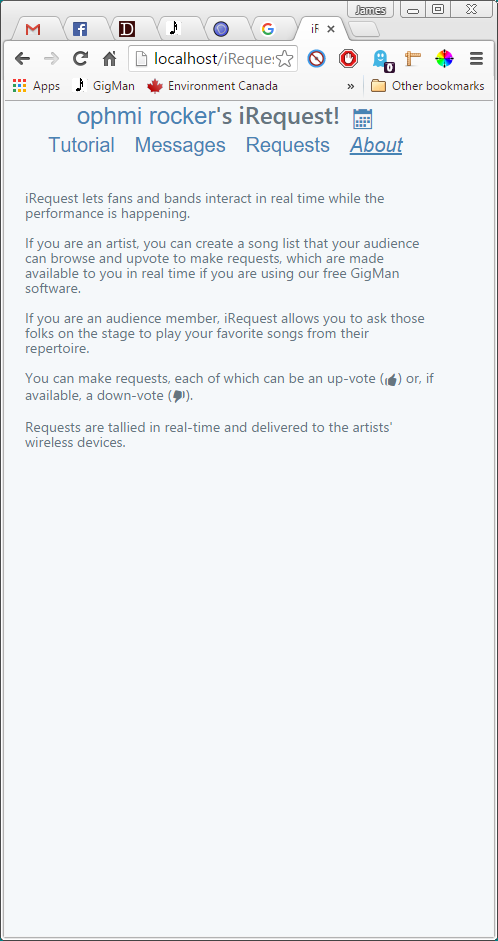 James
iR
localhost/iReques
0
Apps
GigMan
Environment Canada
»
Other bookmarks
ophmi rocker's iRequest!
Tutorial Messages Requests About
iRequest lets fans and bands interact in real time while the
performance is happening.
If you are an artist, you can create a song list that your audience
can browse and upvote to make requests, which are made
available to you in real time if you are using our free GigMan
software.
If you are an audience member, iRequest allows you to ask those
folks on the stage to play your favorite songs from their
repertoire.
You can make requests, each of which can be an up-vote () or, if
available, a down-vote ().
Requests are tallied in real-time and delivered to the artists'
wireless devices.